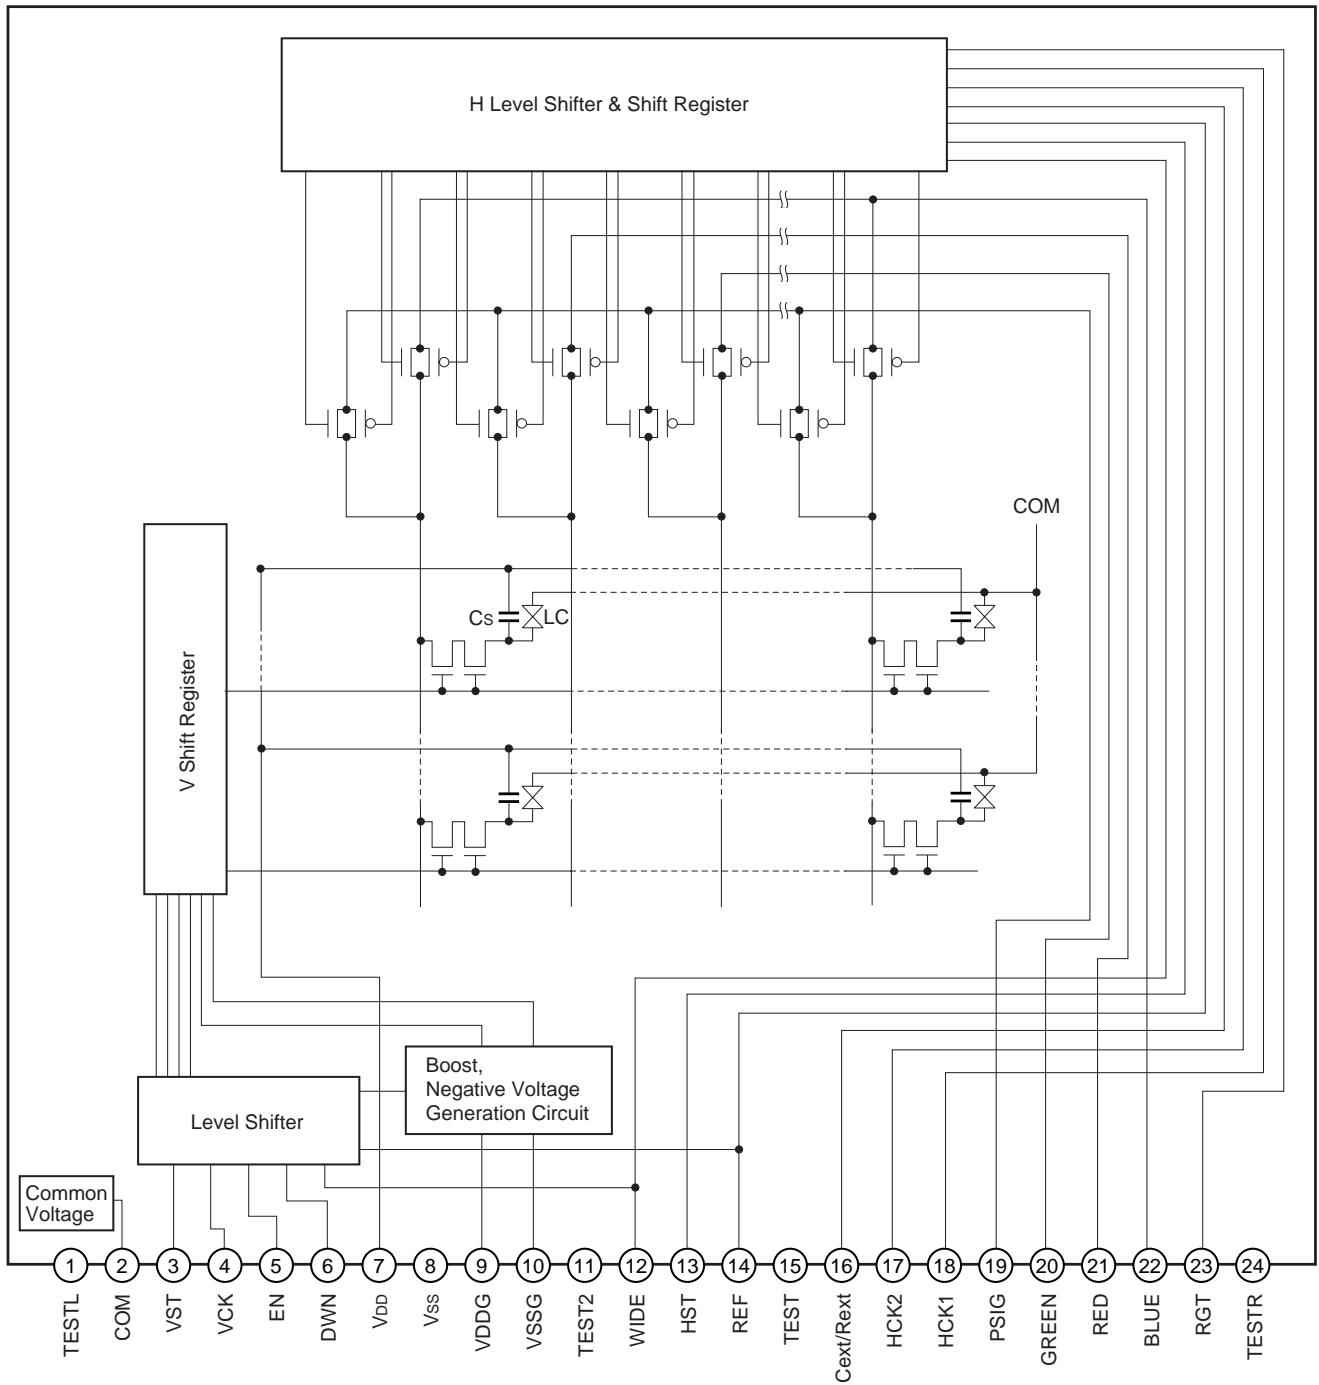 H Level Shifter & Shift Register
COM
Cs
LC
V Shift Register
Boost,
Negative Voltage
Generation Circuit
Level Shifter
Common
Voltage
1
2
3
4
5
6
7
8
9
10
11
12
13
14
15
16
17
18
19
20
21
22
23
24
TESTL
COM
VST
VCK
EN
DWN
VDD
VSS
VDDG
VSSG
TEST2
WIDE
HST
REF
TEST
Cext/Rext
HCK2
HCK1
PSIG
GREEN
RED
BLUE
RGT
TESTR